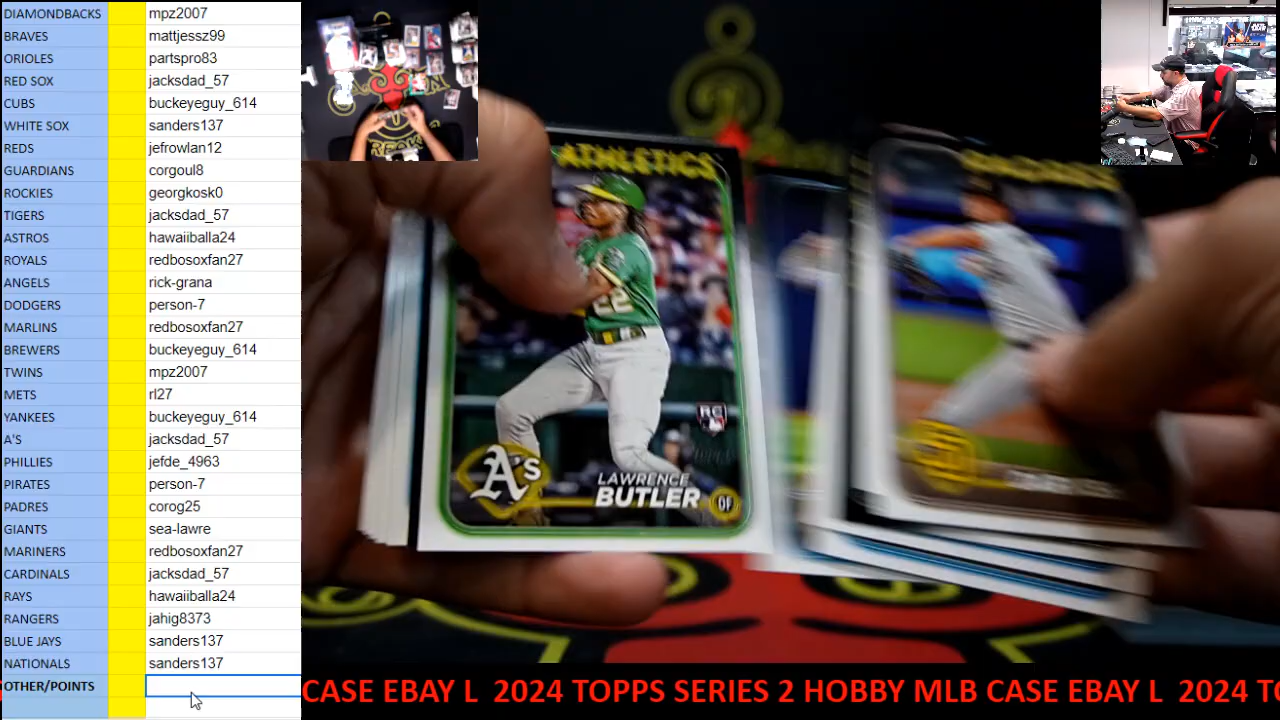 DIAMONDBACKS mpz2007
BRAVES mattjessz99
ORIOLES partspro83
RED SOX jacksdad_57
CUBS buckeyeguy_614
WHITE SOX sanders137
REDS jefrowlan12
GUARDIANS corgoul8
ROCKIES georgkosk0
TIGERS jacksdad_57
ASTROS hawaiiballa24
ROYALS redbosoxfan27
ANGELS rick-grana
DODGERS person-7
MARLINS redbosoxfan27
BREWERS buckeyeguy_614
TWINS mpz2007
METS rl27
YANKEES buckeyeguy_614
A'S jacksdad_57
PHILLIES jefde_4963
PIRATES person-7
PADRES corog25
GIANTS sea-lawre
MARINERS redbosoxfan27
CARDINALS jacksdad_57
RAYS hawaiiballa24
RANGERS jahig8373
BLUE JAYS sanders137
NATIONALS sanders137
OTHER/POINTS
ATHLETICS
22
RC
A's
LAWRENCE
BUTLER
OF
CASE EBAY L 2024 TOPPS SERIES 2 HOBBY MLB CASE EBAY L 2024 TO